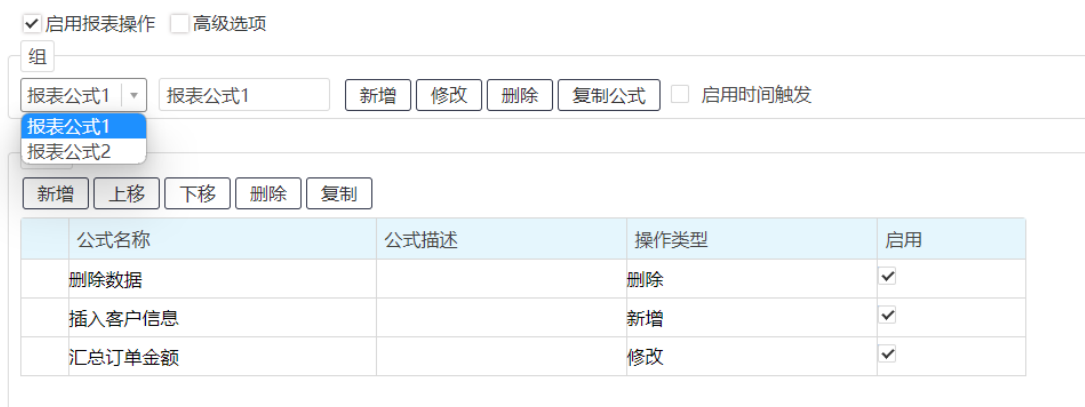 启用报表操作 高级选项
组
报表公式1 报表公式1 新增 修改 删除 复制公式 启用时间触发
报表公式1
报表公式2
新增 上移 下移 删除 复制
公式名称 公式描述 操作类型 启用
删除数据 删除
插入客户信息 新增
汇总订单金额 修改